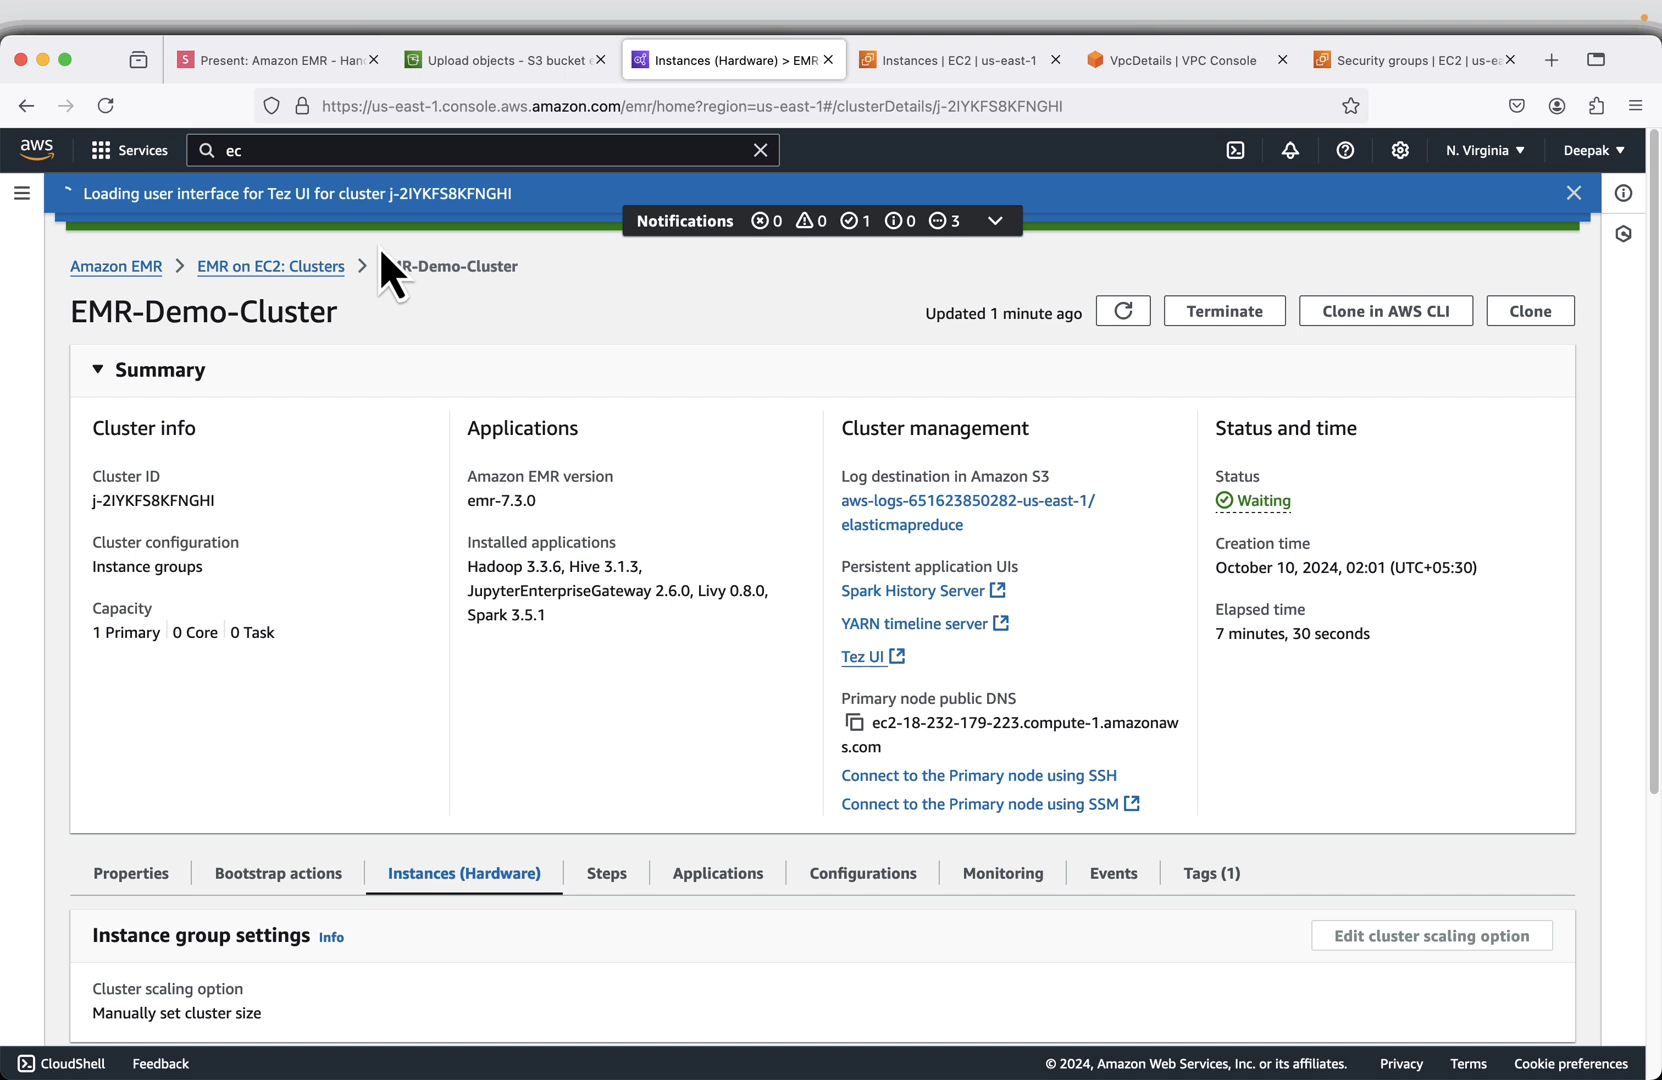 Present: Amazon EMR - Han
Upload objects - S3 bucket
Instances (Hardware) > EMR
Instances | EC2 | us-east-1
VpcDetails | VPC Console
Security groups | EC2 | us-ea
https://us-east-1.console.aws.amazon.com/emr/home?region=us-east-1#/clusterDetails/j-2IYKFS8KFNGHI
aws
Services
ec
N. Virginia
Deepak
Loading user interface for Tez UI for cluster j-2IYKFS8KFNGHI
Notifications 0 0 1 0 3
Amazon EMR
EMR on EC2: Clusters
R-Demo-Cluster
EMR-Demo-Cluster
Updated 1 minute ago
Terminate
Clone in AWS CLI
Clone
Summary
Cluster info
Cluster ID
j-2IYKFS8KFNGHI
Cluster configuration
Instance groups
Capacity
1 Primary | 0 Core | 0 Task
Applications
Amazon EMR version
emr-7.3.0
Installed applications
Hadoop 3.3.6, Hive 3.1.3,
JupyterEnterpriseGateway 2.6.0, Livy 0.8.0,
Spark 3.5.1
Cluster management
Log destination in Amazon S3
aws-logs-651623850282-us-east-1/
elasticmapreduce
Persistent application UIs
Spark History Server
YARN timeline server
Tez UI
Primary node public DNS
ec2-18-232-179-223.compute-1.amazonaw
s.com
Connect to the Primary node using SSH
Connect to the Primary node using SSM
Status and time
Status
Waiting
Creation time
October 10, 2024, 02:01 (UTC+05:30)
Elapsed time
7 minutes, 30 seconds
Properties
Bootstrap actions
Instances (Hardware)
Steps
Applications
Configurations
Monitoring
Events
Tags (1)
Instance group settings Info
Edit cluster scaling option
Cluster scaling option
Manually set cluster size
CloudShell
Feedback
© 2024, Amazon Web Services, Inc. or its affiliates.
Privacy
Terms
Cookie preferences